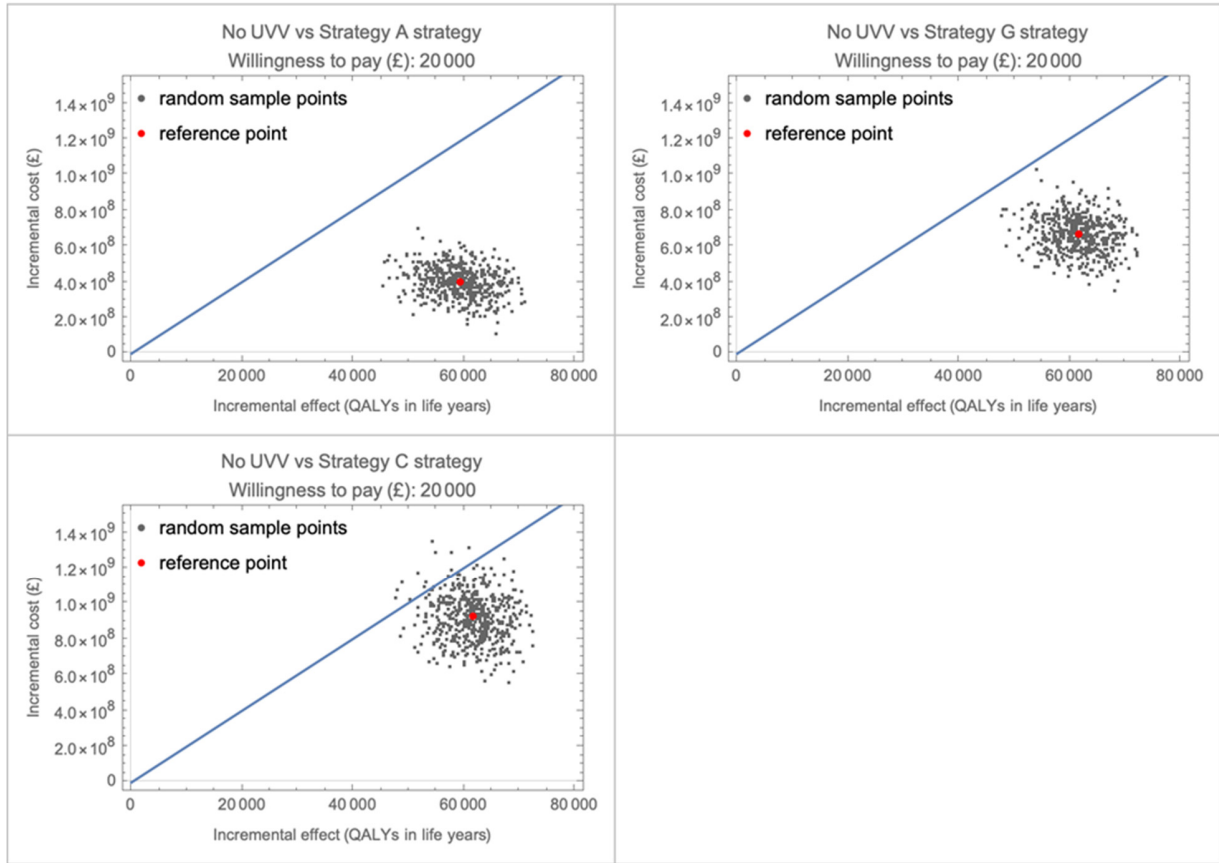 No UVV vs Strategy A strategy
Willingness to pay (£): 20 000
random sample points
reference point
1.4×10⁹
1.2×10⁹
1.0×10⁹
8.0×10⁸
6.0×10⁸
4.0×10⁸
2.0×10⁸
0
Incremental cost (£)
0 20 000 40 000 60 000 80 000
Incremental effect (QALYs in life years)
No UVV vs Strategy G strategy
Willingness to pay (£): 20 000
random sample points
reference point
1.4×10⁹
1.2×10⁹
1.0×10⁹
8.0×10⁸
6.0×10⁸
4.0×10⁸
2.0×10⁸
0
Incremental cost (£)
0 20 000 40 000 60 000 80 000
Incremental effect (QALYs in life years)
No UVV vs Strategy C strategy
Willingness to pay (£): 20 000
random sample points
reference point
1.4×10⁹
1.2×10⁹
1.0×10⁹
8.0×10⁸
6.0×10⁸
4.0×10⁸
2.0×10⁸
0
Incremental cost (£)
0 20 000 40 000 60 000 80 000
Incremental effect (QALYs in life years)